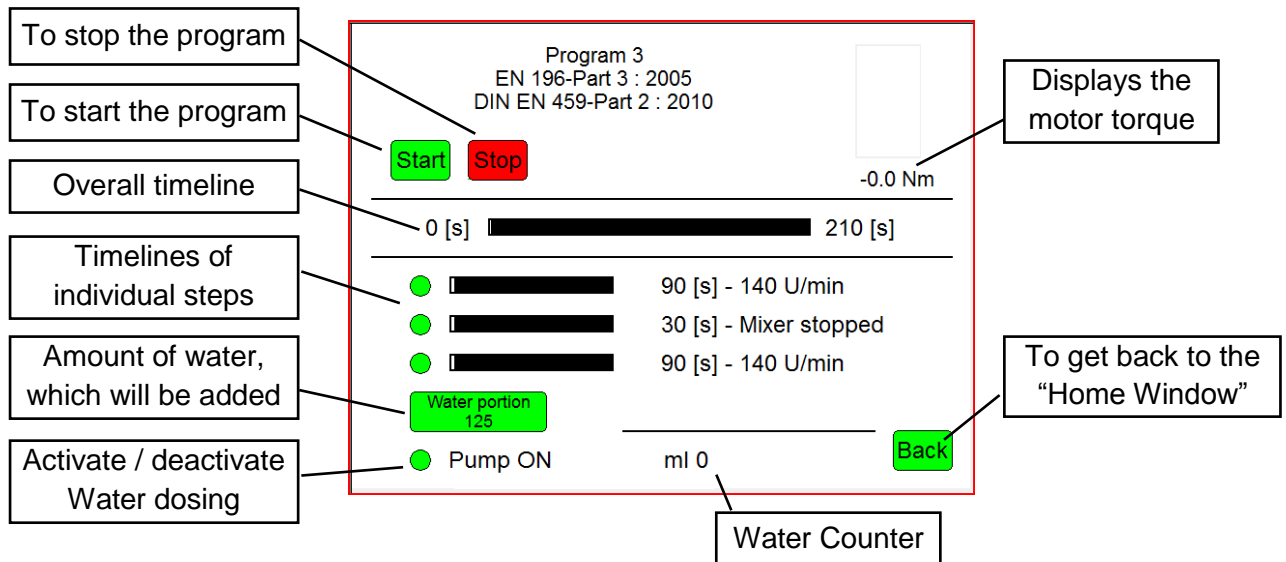 To stop the program
To start the program
Overall timeline
Timelines of
individual steps
Amount of water,
which will be added
Activate / deactivate
Water dosing
Program 3
EN 196-Part 3 : 2005
DIN EN 459-Part 2 : 2010
Start Stop
-0.0 Nm
0 [s] 210 [s]
90 [s] - 140 U/min
30 [s] - Mixer stopped
90 [s] - 140 U/min
Water portion
125
Pump ON ml 0
Back
Displays the
motor torque
To get back to the
“Home Window”
Water Counter